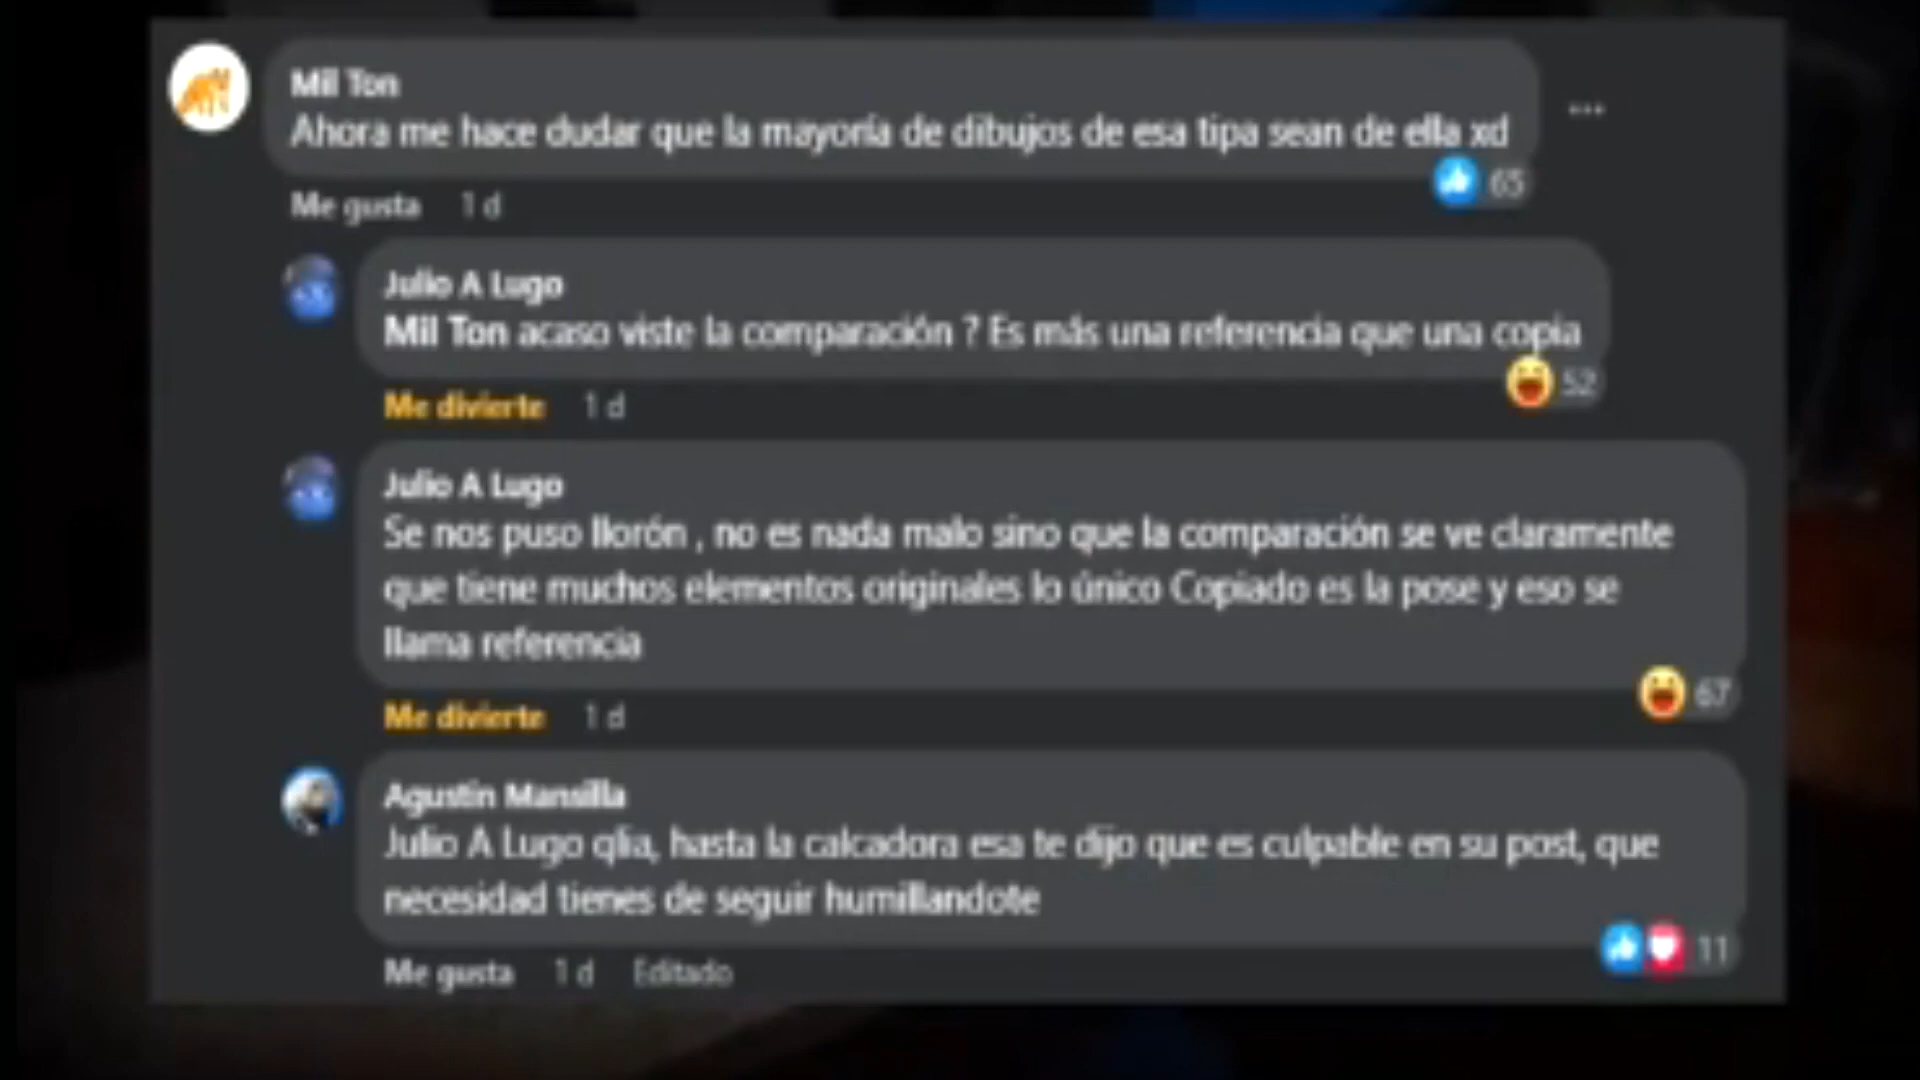 Mil Ton
Ahora me hace dudar que la mayoría de dibujos de esa tipa sean de ella xd
65
Me gusta 1 d
Julio A Lugo
Mil Ton acaso viste la comparación ? Es más una referencia que una copia
52
Me divierte 1 d
Julio A Lugo
Se nos puso llorón , no es nada malo sino que la comparación se ve claramente
que tiene muchos elementos originales lo único Copiado es la pose y eso se
llama referencia
67
Me divierte 1 d
Agustín Mansilla
Julio A Lugo qlia, hasta la calcadora esa te dijo que es culpable en su post, que
necesidad tienes de seguir humillandote
11
Me gusta 1 d Editado